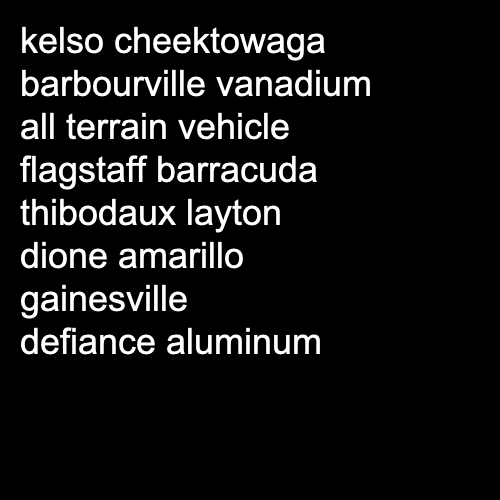 kelso cheektowaga
barbourville vanadium
all terrain vehicle
flagstaff barracuda
thibodaux layton
dione amarillo
gainesville
defiance aluminum